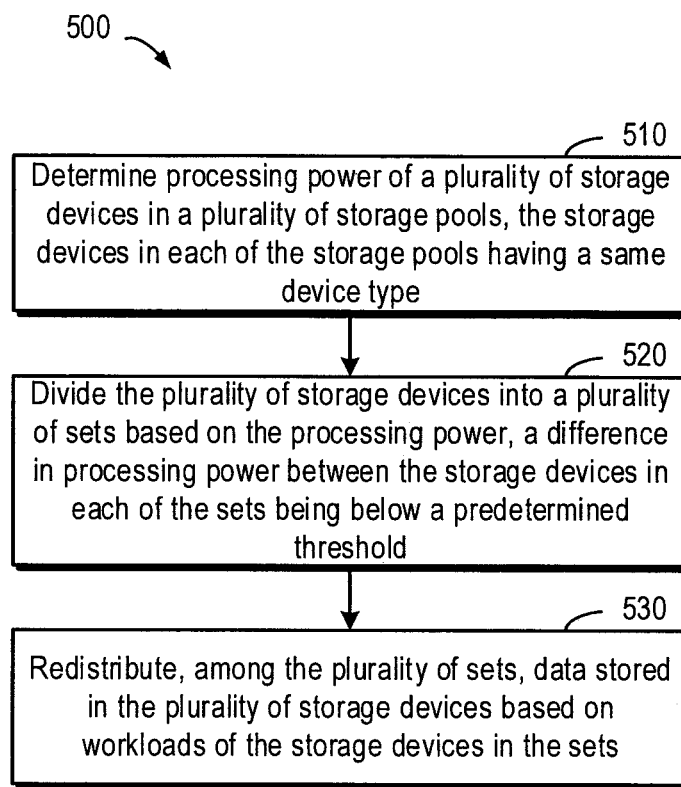 500
510
Determine processing power of a plurality of storage
devices in a plurality of storage pools, the storage
devices in each of the storage pools having a same
device type
520
Divide the plurality of storage devices into a plurality
of sets based on the processing power, a difference
in processing power between the storage devices in
each of the sets being below a predetermined
threshold
530
Redistribute, among the plurality of sets, data stored
in the plurality of storage devices based on
workloads of the storage devices in the sets